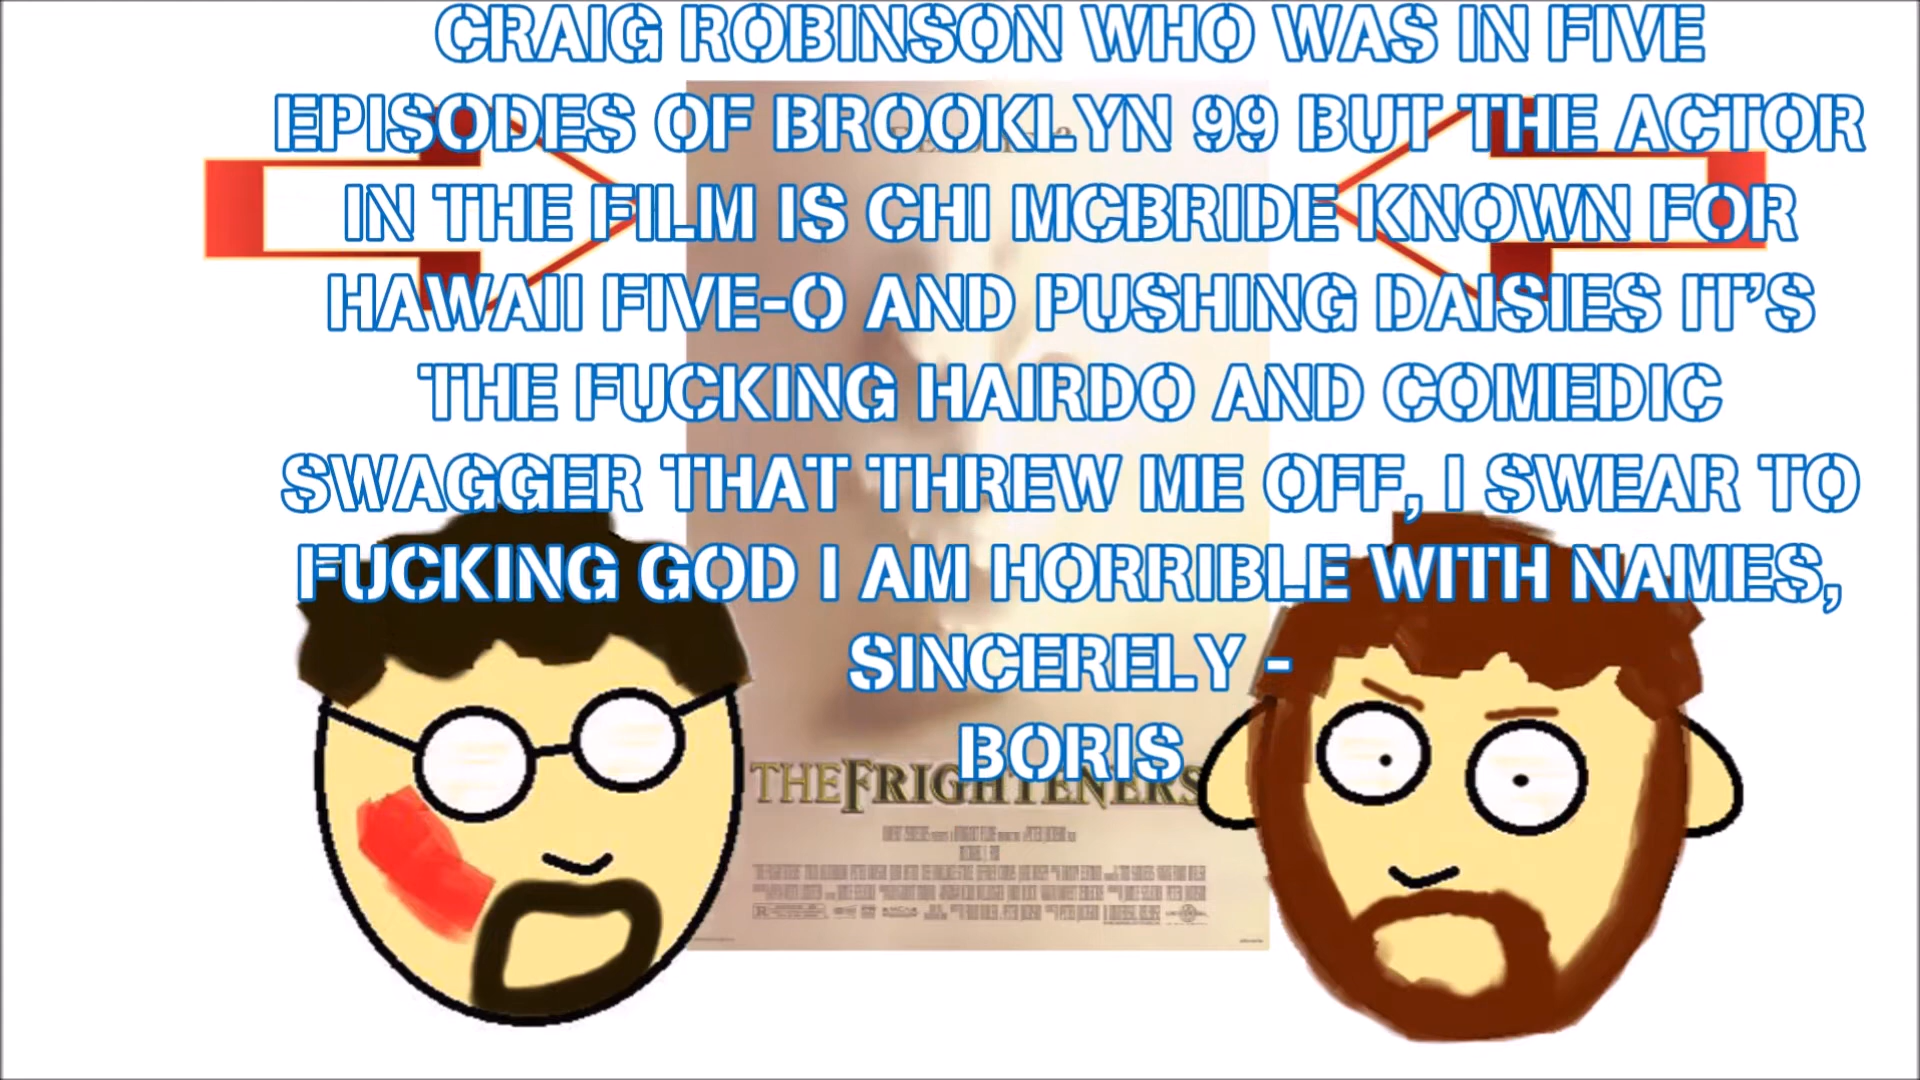 CRAIG ROBINSON WHO WAS IN FIVE
EPISODES OF BROOKLYN 99 BUT THE ACTOR
IN THE FILM IS CHI MCBRIDE KNOWN FOR
HAWAII FIVE-O AND PUSHING DAISIES IT'S
THE FUCKING HAIRDO AND COMEDIC
SWAGGER THAT THREW ME OFF, I SWEAR TO
FUCKING GOD I AM HORRIBLE WITH NAMES,
SINCERELY -
BORIS
THE FRIGHTENERS
R